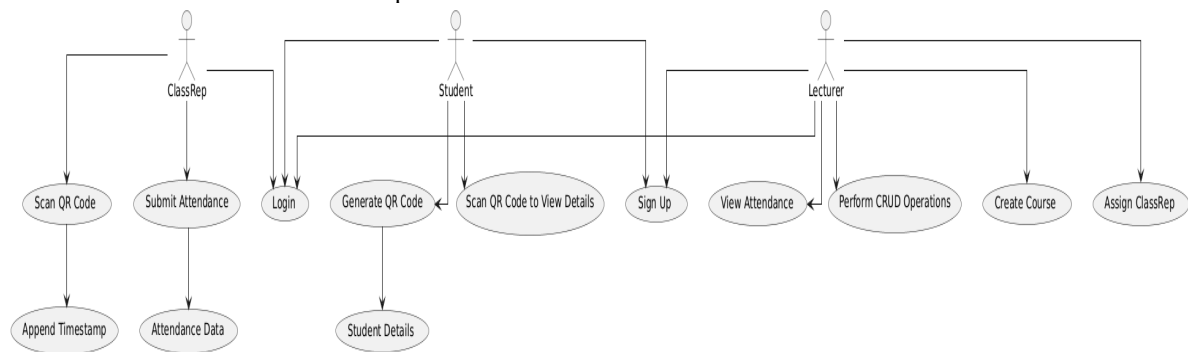 ClassRep
Student
Lecturer
Scan QR Code
Submit Attendance
Login
Generate QR Code
Scan QR Code to View Details
Sign Up
View Attendance
Perform CRUD Operations
Create Course
Assign ClassRep
Append Timestamp
Attendance Data
Student Details